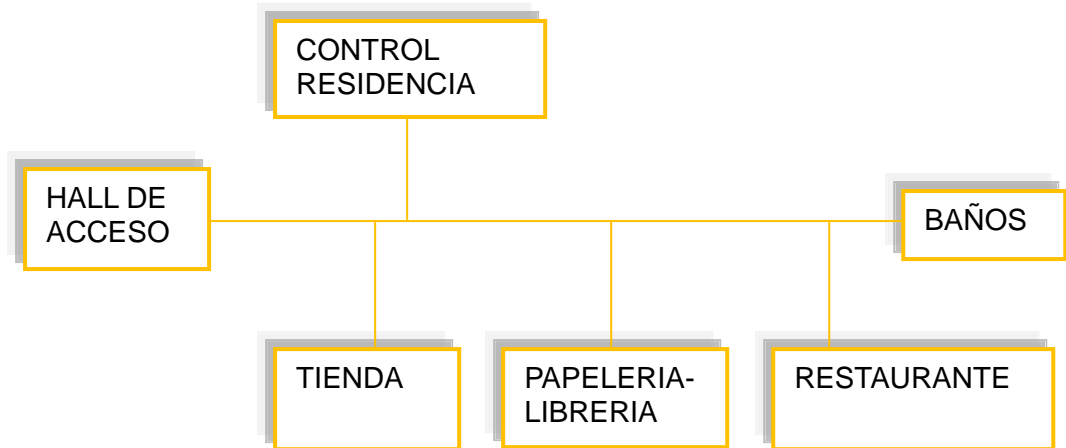 CONTROL
RESIDENCIA
HALL DE
ACCESO
BAÑOS
TIENDA
PAPELERIA-
LIBRERIA
RESTAURANTE